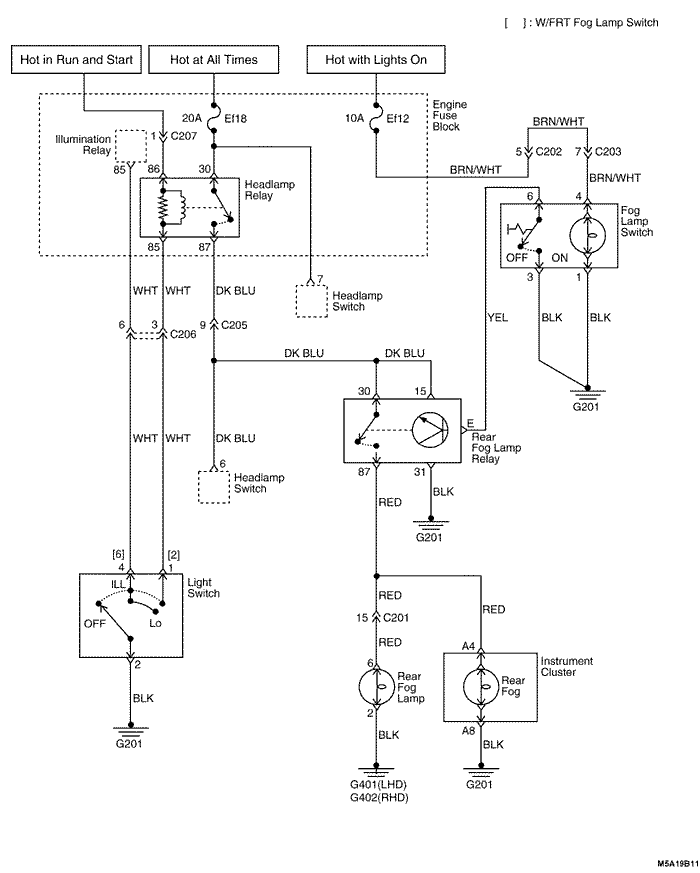 [ ] : W/FRT Fog Lamp Switch
Hot in Run and Start
Hot at All Times
Hot with Lights On
Engine
Fuse
Block
20A
Ef18
10A
Ef12
BRN/WHT
Illumination
Relay
1
C207
5
C202
7
C203
85
86
30
Headlamp
Relay
BRN/WHT
BRN/WHT
6
4
Fog
Lamp
Switch
OFF
ON
85
87
3
1
7
Headlamp
Switch
WHT
WHT
DK BLU
YEL
BLK
BLK
6
3
C206
9
C205
DK BLU
DK BLU
G201
30
15
E
Rear
Fog Lamp
Relay
WHT
WHT
DK BLU
6
Headlamp
Switch
87
31
RED
BLK
G201
[6]
[2]
4
1
Light
Switch
ILL
OFF
Lo
2
BLK
G201
RED
RED
15
C201
RED
6
Rear
Fog
Lamp
2
A4
Instrument
Cluster
Rear
Fog
A8
BLK
BLK
G401(LHD)
G402(RHD)
G201
M5A19B11